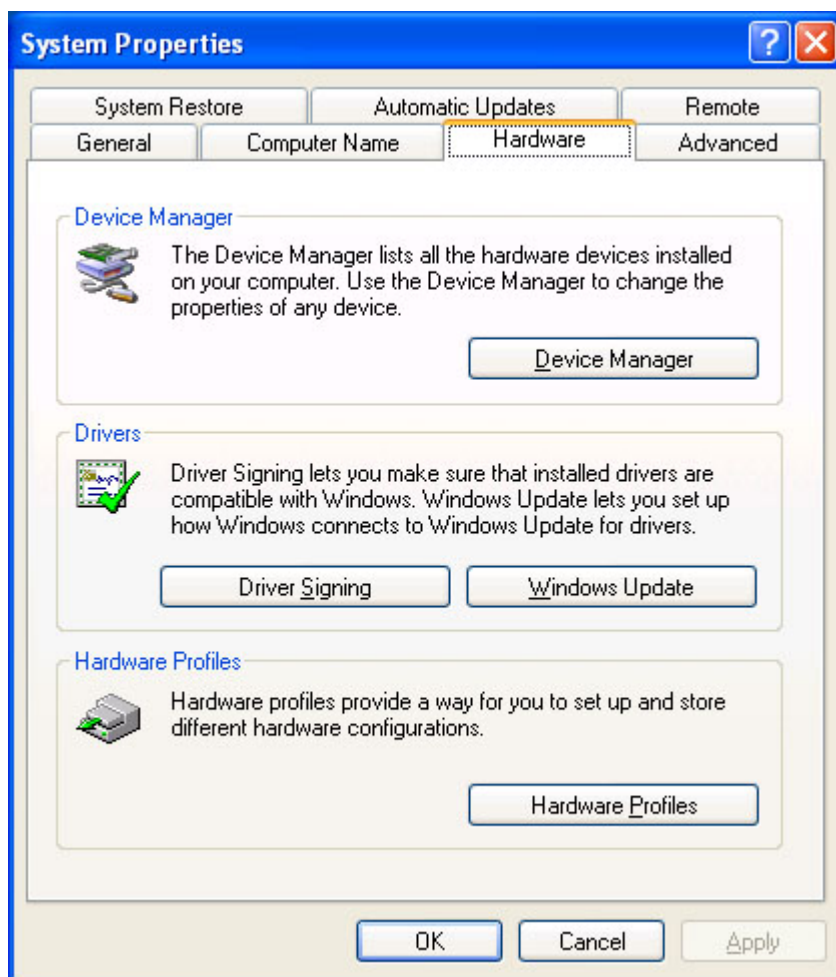 System Properties
System Restore
Automatic Updates
Remote
General
Computer Name
Hardware
Advanced
Device Manager
The Device Manager lists all the hardware devices installed
on your computer. Use the Device Manager to change the
properties of any device.
Device Manager
Drivers
Driver Signing lets you make sure that installed drivers are
compatible with Windows. Windows Update lets you set up
how Windows connects to Windows Update for drivers.
Driver Signing
Windows Update
Hardware Profiles
Hardware profiles provide a way for you to set up and store
different hardware configurations.
Hardware Profiles
OK
Cancel
Apply